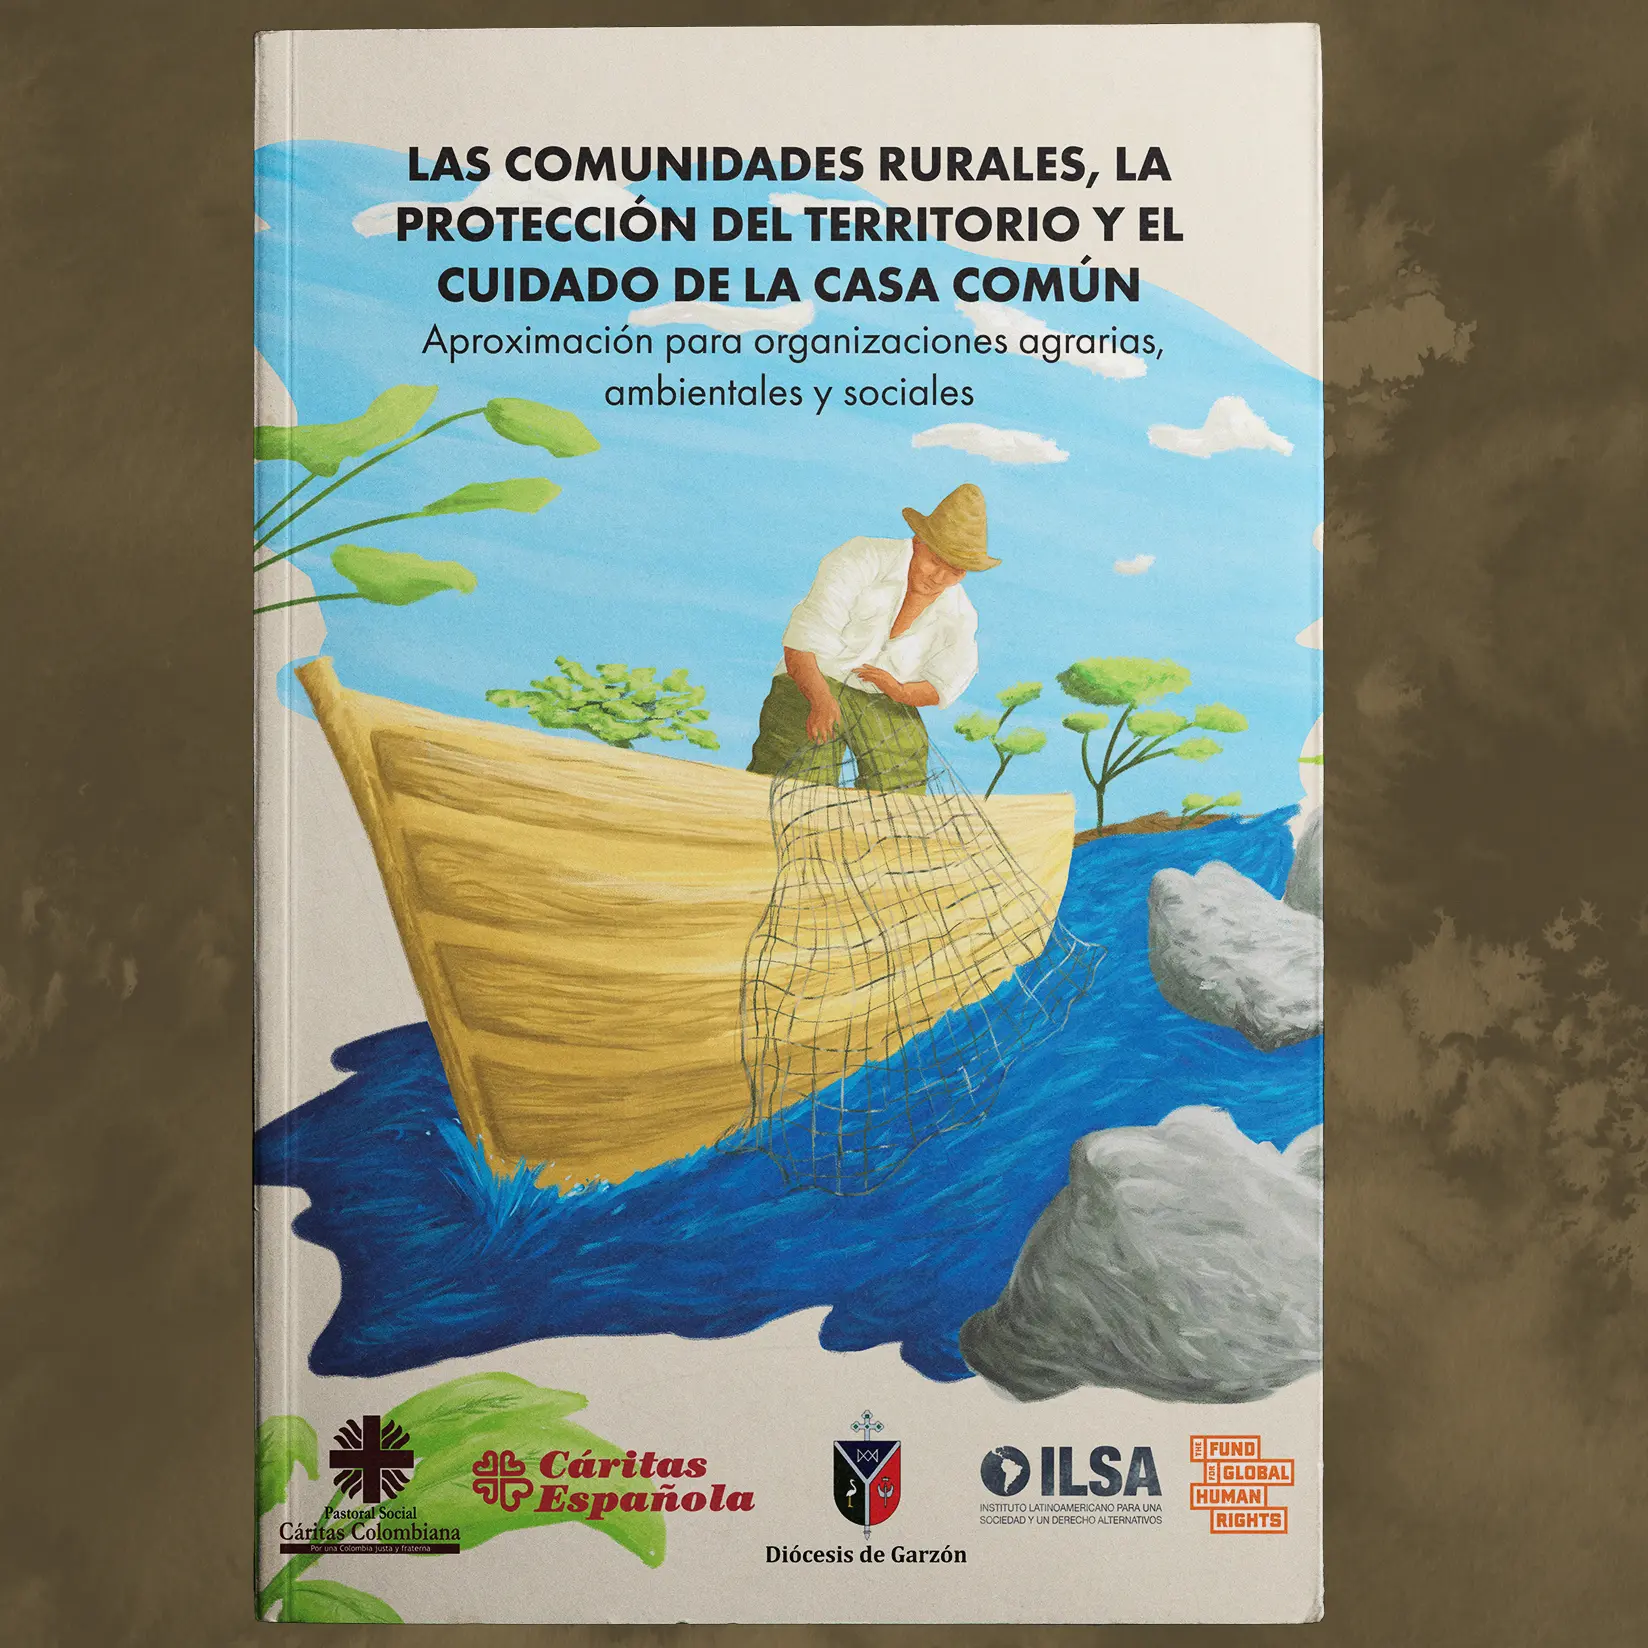 LAS COMUNIDADES RURALES, LA
PROTECCIÓN DEL TERRITORIO Y EL
CUIDADO DE LA CASA COMÚN
Aproximación para organizaciones agrarias,
ambientales y sociales
Pastoral Social
Cáritas Colombiana
Por una Colombia justa y fraterna
Cáritas
Española
Diócesis de Garzón
ILSA
INSTITUTO LATINOAMERICANO PARA UNA
SOCIEDAD Y UN DERECHO ALTERNATIVOS
THE FUND
FOR GLOBAL
HUMAN
RIGHTS